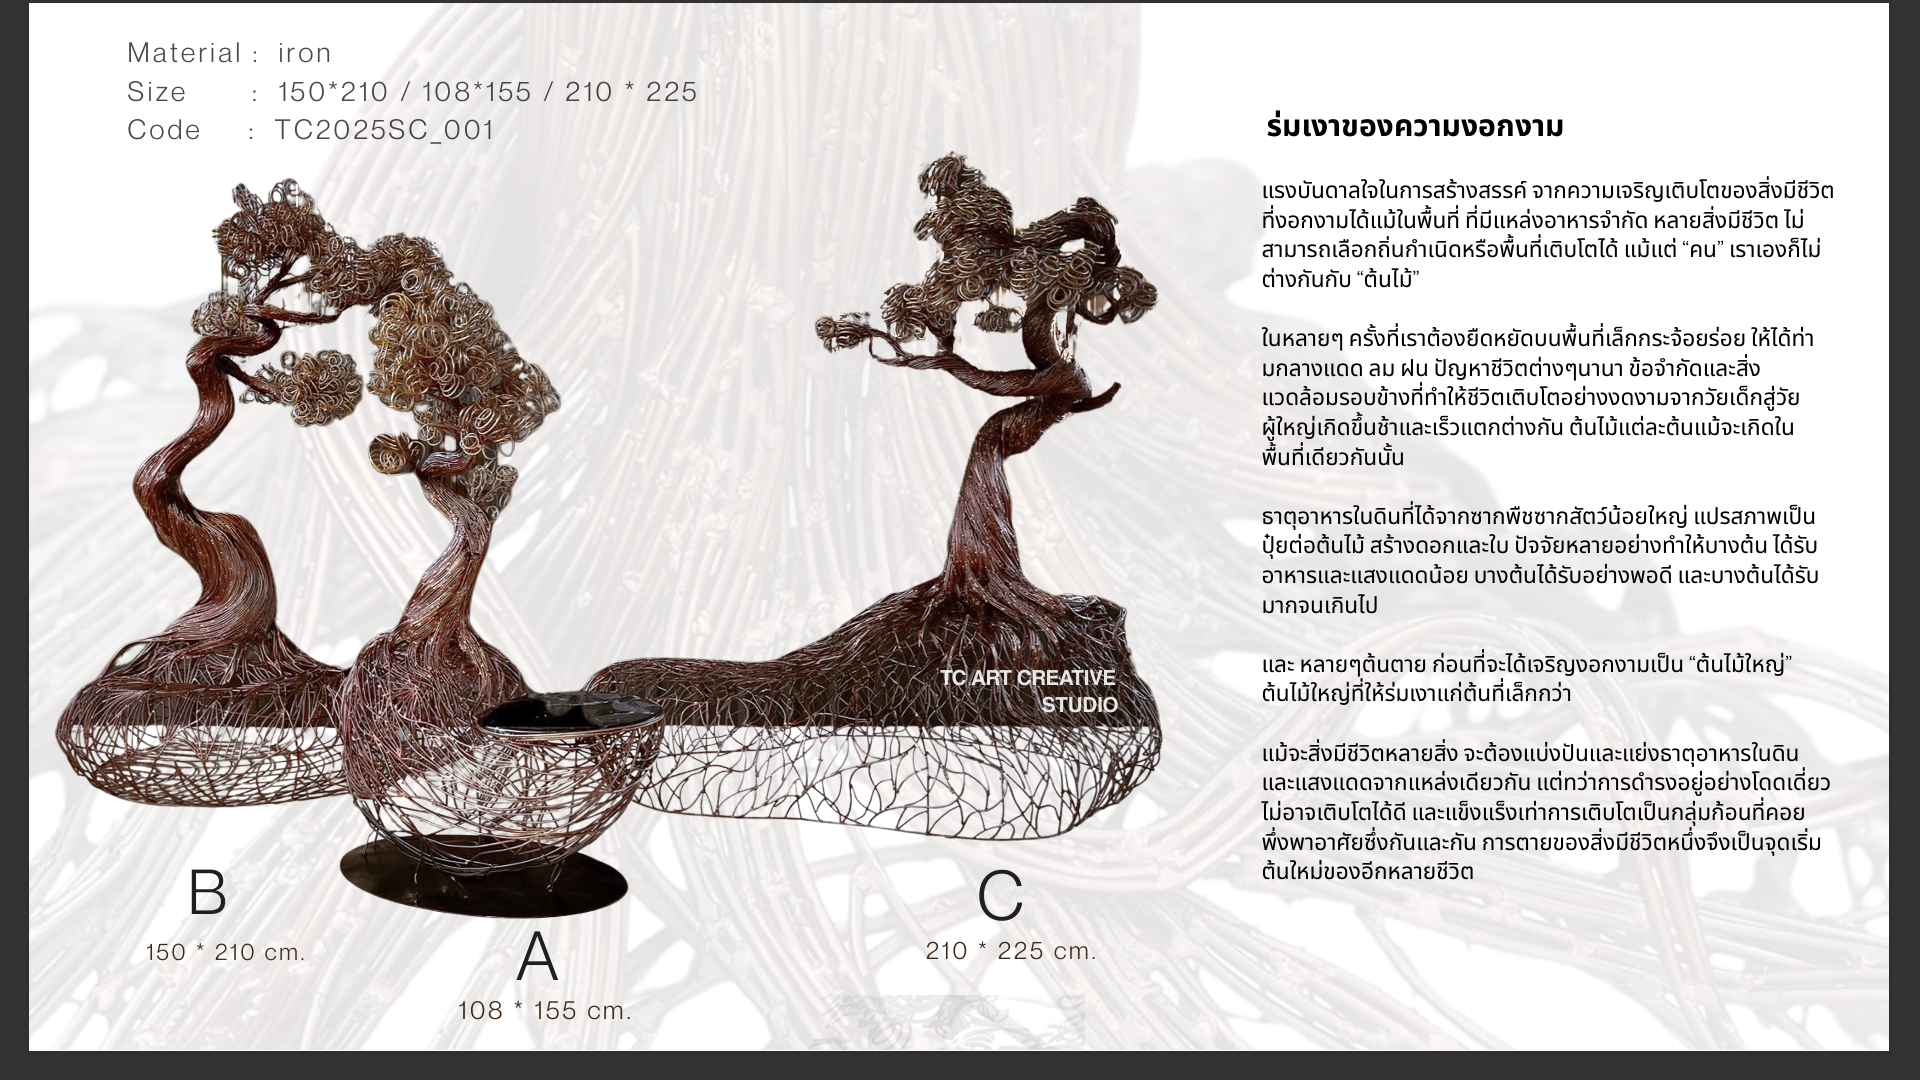 Material : iron
Size : 150*210 / 108*155 / 210 * 225
Code : TC2025SC_001
ร่มเงาของความงอกงาม
แรงบันดาลใจในการสร้างสรรค์ จากความเจริญเติบโตของสิ่งมีชีวิต
ที่งอกงามได้แม้ในพื้นที่ ที่มีแหล่งอาหารจำกัด หลายสิ่งมีชีวิต ไม่
สามารถเลือกถิ่นกำเนิดหรือพื้นที่เติบโตได้ แม้แต่ “คน” เราเองก็ไม่
ต่างกันกับ “ต้นไม้”
ในหลายๆ ครั้งที่เราต้องยืดหยัดบนพื้นที่เล็กกระจ้อยร่อย ให้ได้ท่า
มกลางแดด ลม ฝน ปัญหาชีวิตต่างๆนานา ข้อจำกัดและสิ่ง
แวดล้อมรอบข้างที่ทำให้ชีวิตเติบโตอย่างงดงามจากวัยเด็กสู่วัย
ผู้ใหญ่เกิดขึ้นช้าและเร็วแตกต่างกัน ต้นไม้แต่ละต้นแม้จะเกิดใน
พื้นที่เดียวกันนั้น
ธาตุอาหารในดินที่ได้จากซากพืชซากสัตว์น้อยใหญ่ แปรสภาพเป็น
ปุ๋ยต่อต้นไม้ สร้างดอกและใบ ปัจจัยหลายอย่างทำให้บางต้น ได้รับ
อาหารและแสงแดดน้อย บางต้นได้รับอย่างพอดี และบางต้นได้รับ
มากจนเกินไป
และ หลายๆต้นตาย ก่อนที่จะได้เจริญงอกงามเป็น “ต้นไม้ใหญ่”
ต้นไม้ใหญ่ที่ให้ร่มเงาแก่ต้นที่เล็กกว่า
แม้จะสิ่งมีชีวิตหลายสิ่ง จะต้องแบ่งปันและแย่งธาตุอาหารในดิน
และแสงแดดจากแหล่งเดียวกัน แต่ทว่าการดำรงอยู่อย่างโดดเดี่ยว
ไม่อาจเติบโตได้ดี และแข็งแร็งเท่าการเติบโตเป็นกลุ่มก้อนที่คอย
พึ่งพาอาศัยซึ่งกันและกัน การตายของสิ่งมีชีวิตหนึ่งจึงเป็นจุดเริ่ม
ต้นใหม่ของอีกหลายชีวิต
TC ART CREATIVE
STUDIO
B
150 * 210 cm.
A
108 * 155 cm.
C
210 * 225 cm.